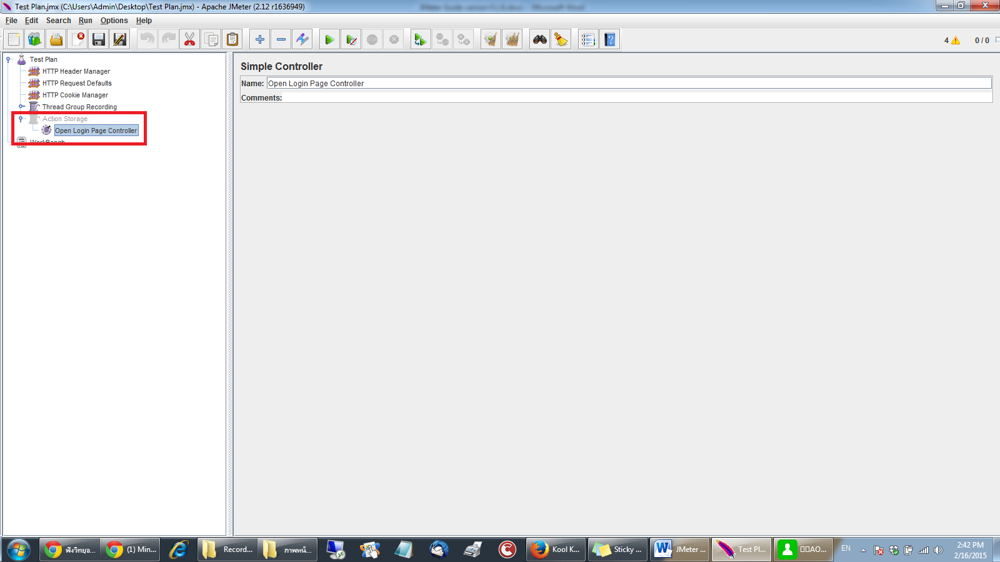 Test Plan.jmx (C:\Users\Admin\Desktop\Test Plan.jmx) - Apache JMeter (2.12 r1636949)
File Edit Search Run Options Help
4 0 / 0
Test Plan
HTTP Header Manager
HTTP Request Defaults
HTTP Cookie Manager
Thread Group Recording
Action Storage
Open Login Page Controller
WorkBench
Simple Controller
Name: Open Login Page Controller
Comments:
ฟังวิทยุอ... (1) Min... Record... ภาพหน้... Kool K... Sticky ... JMeter ... Test Pl... □□AO... EN 2:42 PM
2/16/2015